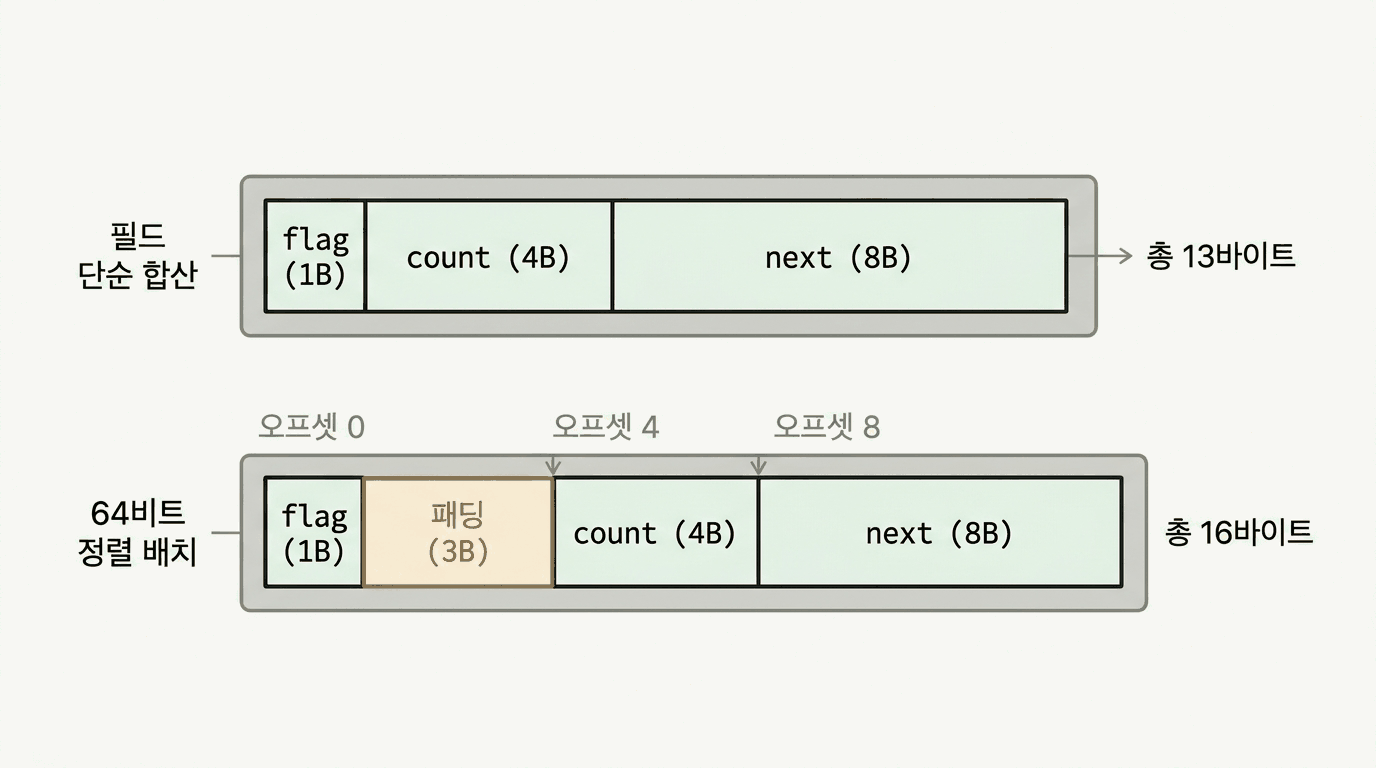 필드
단순 합산
flag
(1B)
count (4B)
next (8B)
총 13바이트
오프셋 0
오프셋 4
오프셋 8
64비트
정렬 배치
flag
(1B)
패딩
(3B)
count (4B)
next (8B)
총 16바이트